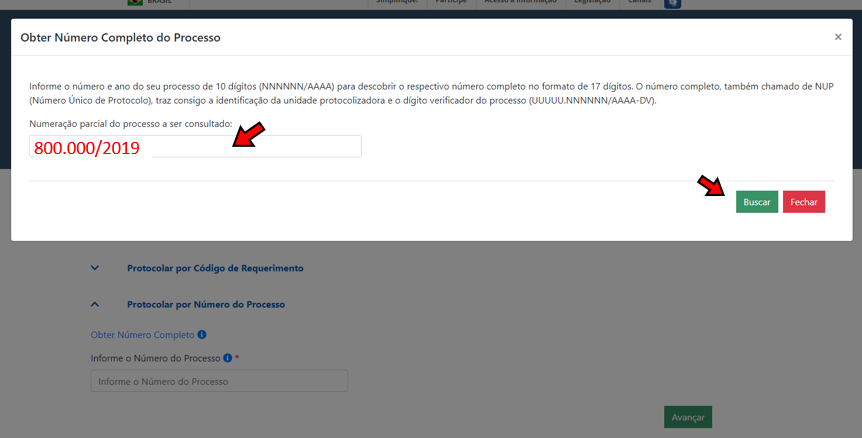 BRASIL
Simplifique!
Participe
Acesso à informação
Legislação
Canais
Obter Número Completo do Processo
×
Informe o número e ano do seu processo de 10 dígitos (NNNNNN/AAAA) para descobrir o respectivo número completo no formato de 17 dígitos. O número completo, também chamado de NUP
(Número Único de Protocolo), traz consigo a identificação da unidade protocolizadora e o dígito verificador do processo (UUUUU.NNNNNN/AAAA-DV).
Numeração parcial do processo a ser consultado:
800.000/2019
Buscar
Fechar
Protocolar por Código de Requerimento
Protocolar por Número do Processo
Obter Número Completo
Informe o Número do Processo *
Informe o Número do Processo
Avançar